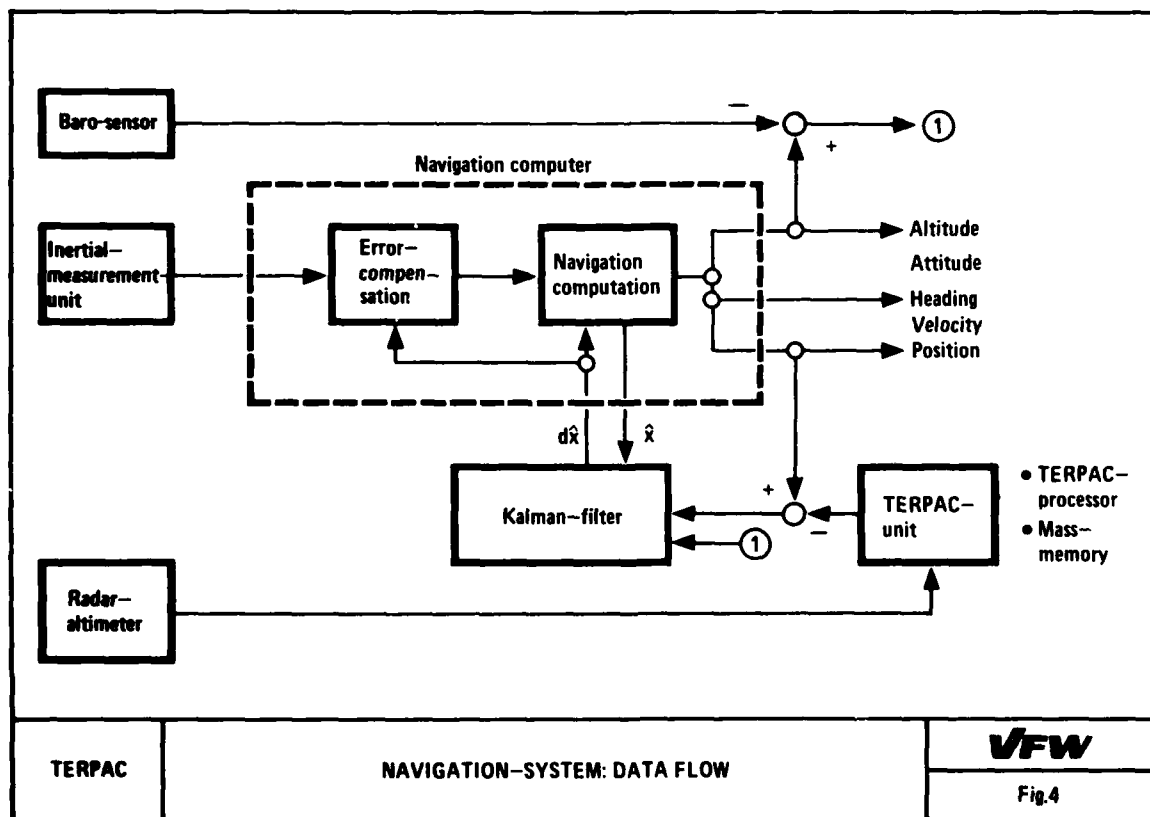 Baro-sensor
−
+
①
Navigation computer
Inertial−
measurement
unit
Error−
compen−
sation
Navigation
computation
Altitude
Attitude
Heading
Velocity
Position
dx̂
x̂
Kalman−filter
+
−
①
TERPAC−
unit
• TERPAC−
processor
• Mass−
memory
Radar−
altimeter
TERPAC
NAVIGATION−SYSTEM: DATA FLOW
VFW
Fig.4